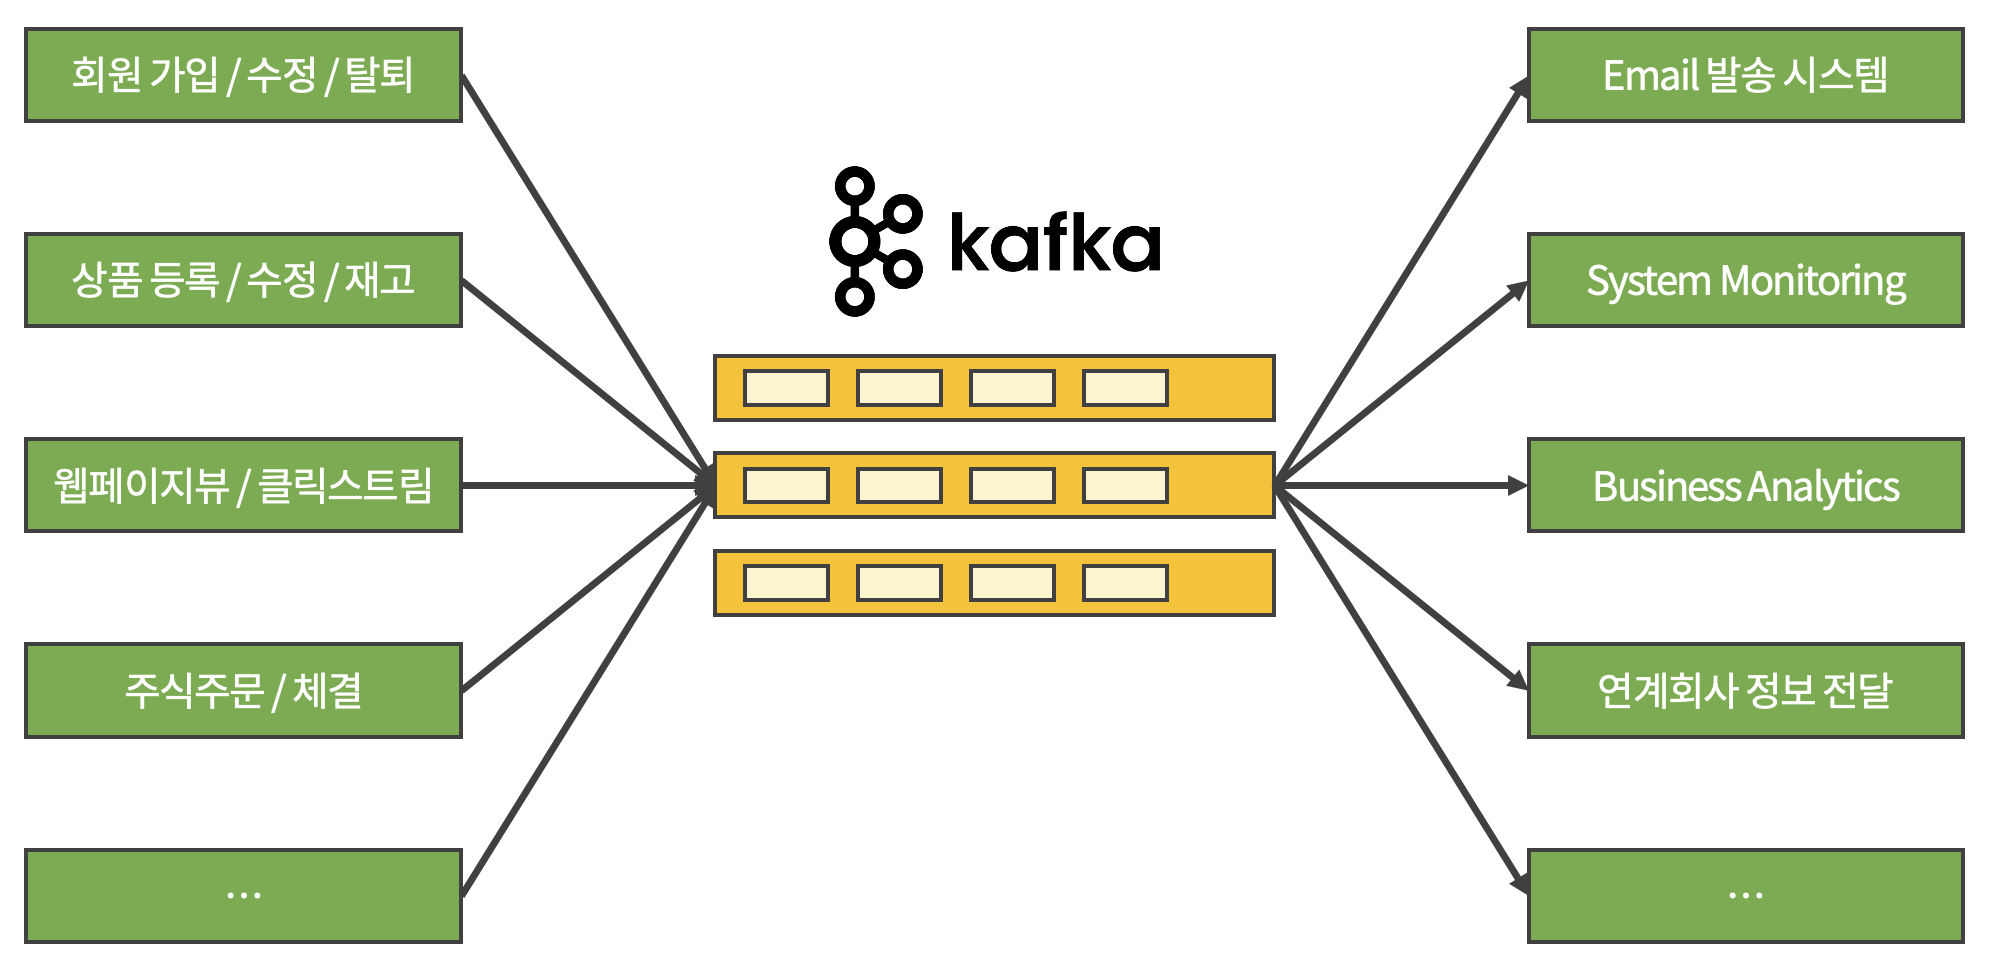 회원 가입 / 수정 / 탈퇴
상품 등록 / 수정 / 재고
웹페이지뷰 / 클릭스트림
주식주문 / 체결
...
kafka
Email 발송 시스템
System Monitoring
Business Analytics
연계회사 정보 전달
...